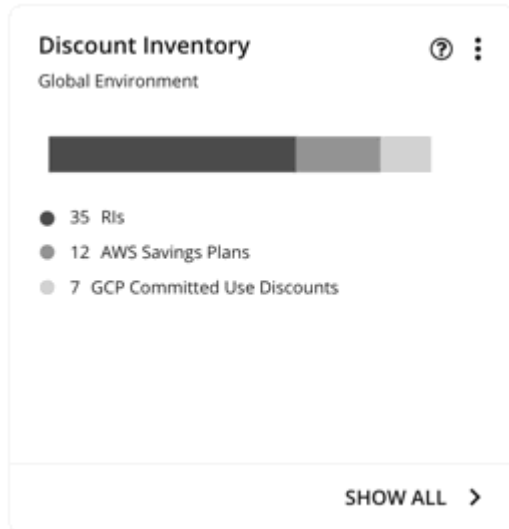 Discount Inventory
Global Environment
35 RIs
12 AWS Savings Plans
7 GCP Committed Use Discounts
SHOW ALL